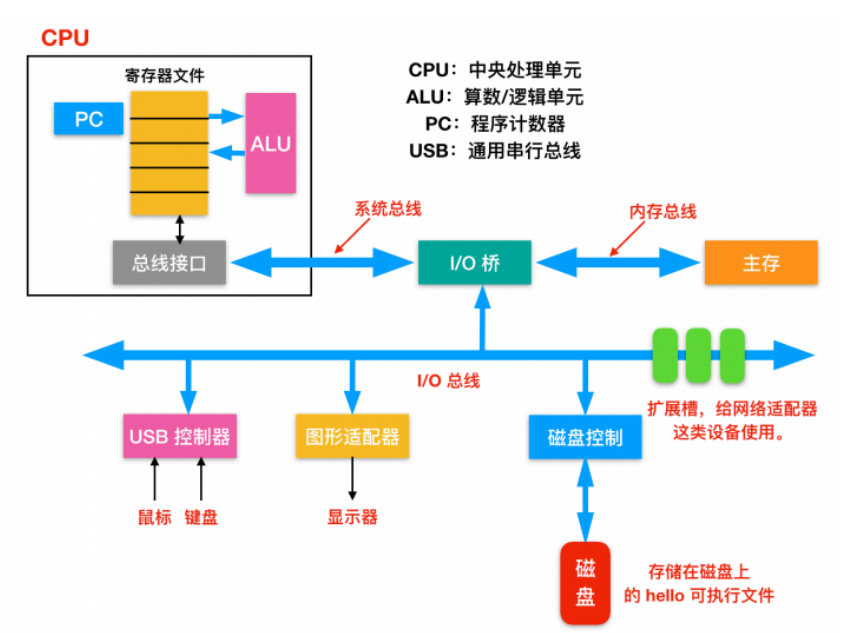 CPU
寄存器文件
PC
ALU
CPU：中央处理单元
ALU：算数/逻辑单元
PC：程序计数器
USB：通用串行总线
系统总线
内存总线
总线接口
I/O 桥
主存
I/O 总线
扩展槽，给网络适配器
这类设备使用。
USB 控制器
图形适配器
磁盘控制
鼠标
键盘
显示器
磁
盘
存储在磁盘上
的 hello 可执行文件